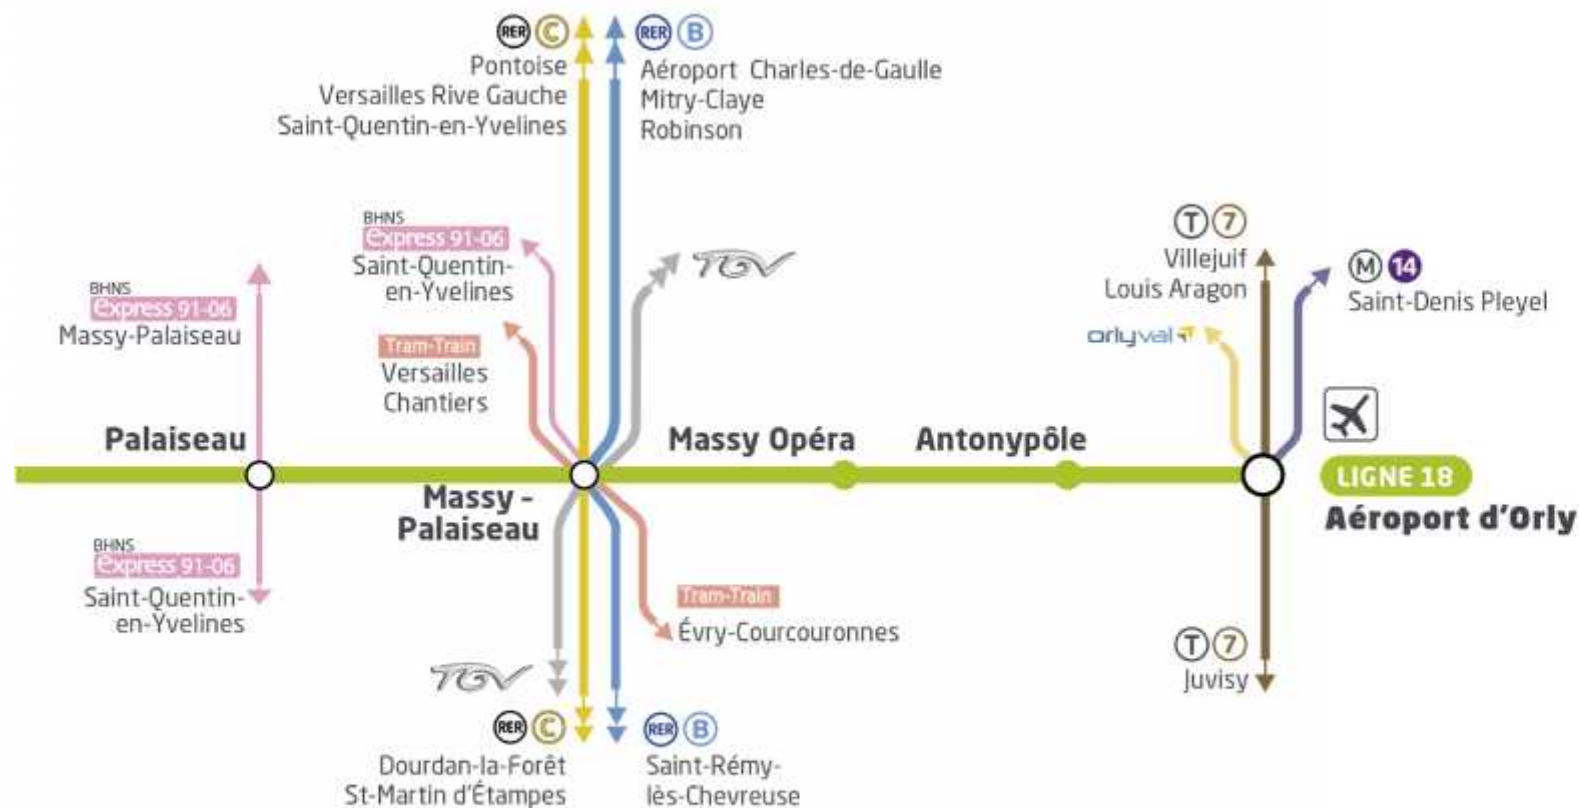 RER C
Pontoise
Versailles Rive Gauche
Saint-Quentin-en-Yvelines
RER B
Aéroport Charles-de-Gaulle
Mitry-Claye
Robinson
BHNS
express 91-06
Massy-Palaiseau
BHNS
express 91-06
Saint-Quentin-
en-Yvelines
Tram-Train
Versailles
Chantiers
TGV
T 7
Villejuif
Louis Aragon
orlyval
M 14
Saint-Denis Pleyel
Palaiseau
Massy -
Palaiseau
Massy Opéra
Antonypôle
LIGNE 18
Aéroport d'Orly
BHNS
express 91-06
Saint-Quentin-
en-Yvelines
TGV
Tram-Train
Évry-Courcouronnes
T 7
Juvisy
RER C
Dourdan-la-Forêt
St-Martin d'Étampes
RER B
Saint-Rémy-
lès-Chevreuse